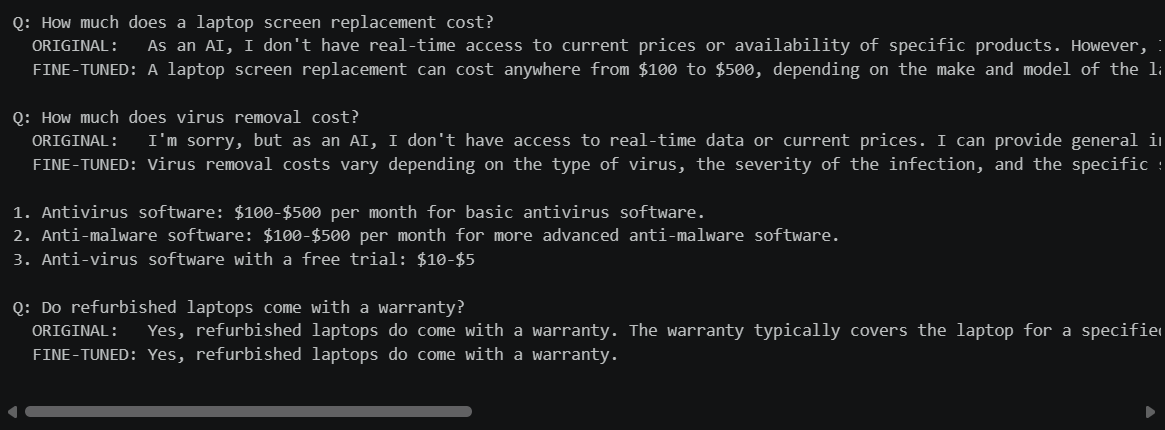 Q: How much does a laptop screen replacement cost?
ORIGINAL: As an AI, I don't have real-time access to current prices or availability of specific products. However,
FINE-TUNED: A laptop screen replacement can cost anywhere from $100 to $500, depending on the make and model of the
Q: How much does virus removal cost?
ORIGINAL: I'm sorry, but as an AI, I don't have access to real-time data or current prices. I can provide general
FINE-TUNED: Virus removal costs vary depending on the type of virus, the severity of the infection, and the specific
1. Antivirus software: $100-$500 per month for basic antivirus software.
2. Anti-malware software: $100-$500 per month for more advanced anti-malware software.
3. Anti-virus software with a free trial: $10-$5
Q: Do refurbished laptops come with a warranty?
ORIGINAL: Yes, refurbished laptops do come with a warranty. The warranty typically covers the laptop for a specified
FINE-TUNED: Yes, refurbished laptops do come with a warranty.